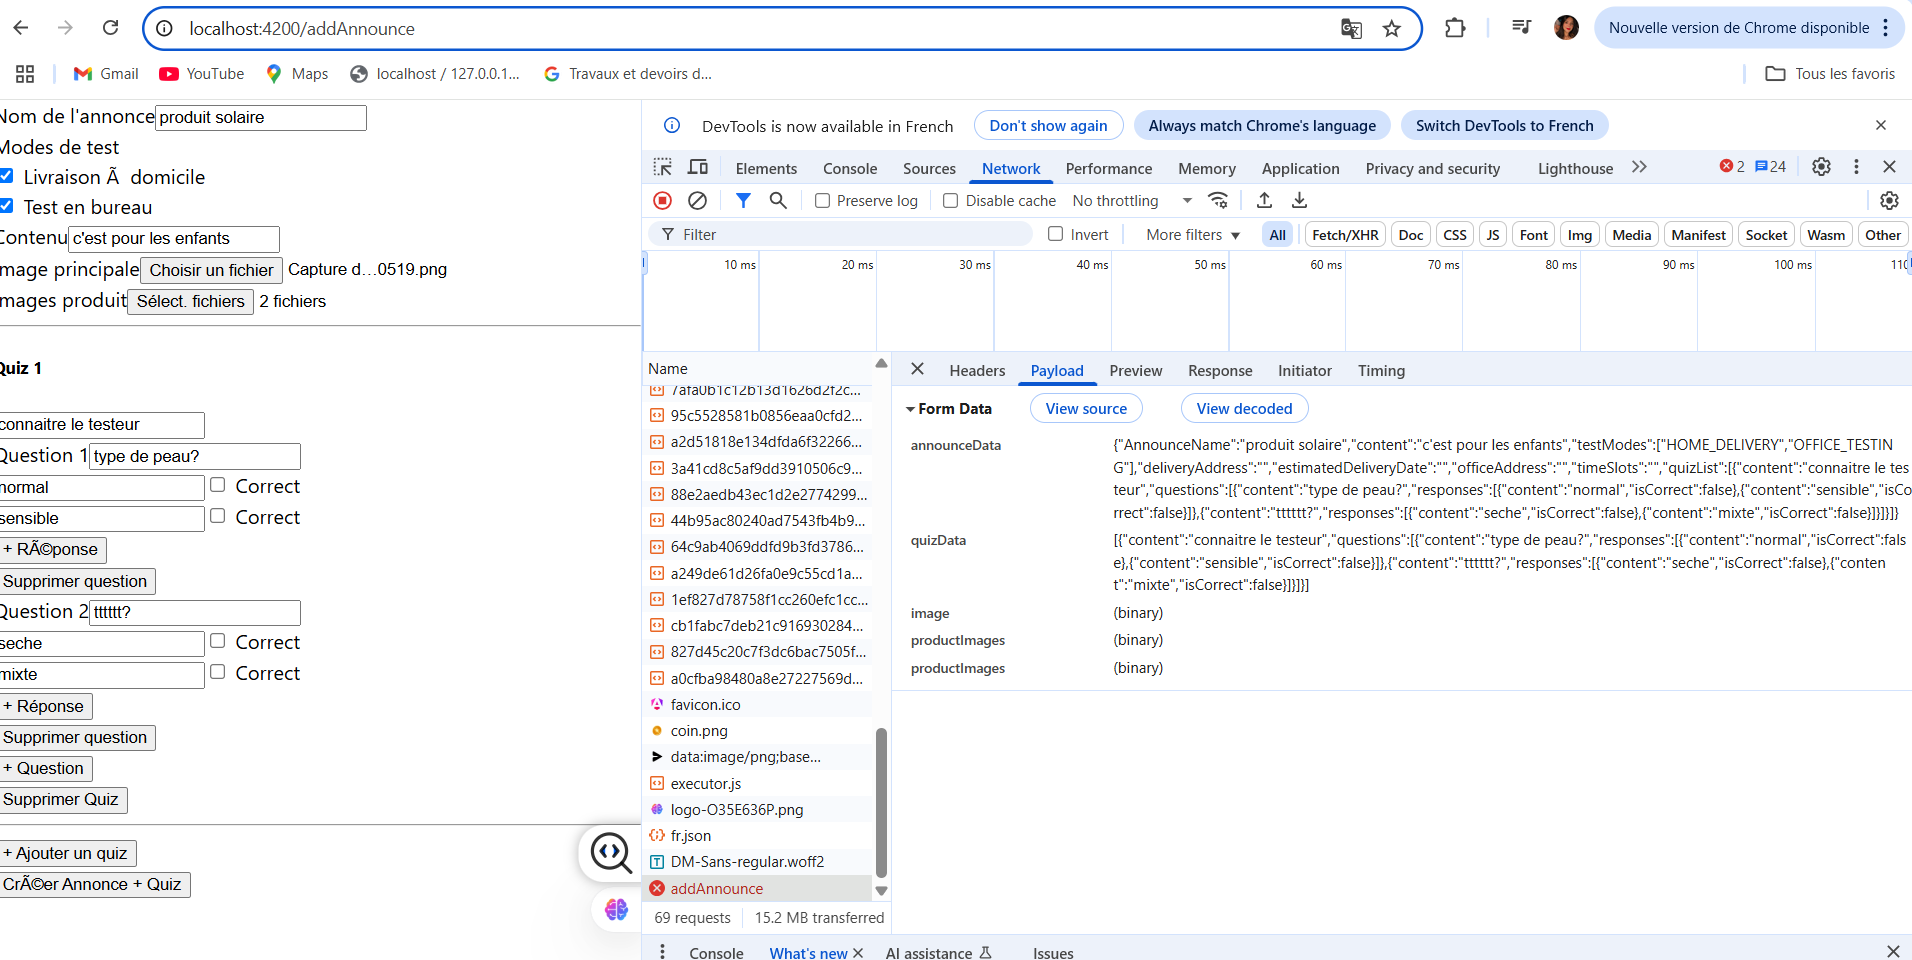 localhost:4200/addAnnounce
Nouvelle version de Chrome disponible
Gmail YouTube Maps localhost / 127.0.0.1... Travaux et devoirs d... Tous les favoris
Nom de l'annonce produit solaire
Modes de test
Livraison Ã domicile
Test en bureau
Contenu c'est pour les enfants
mage principale Choisir un fichier Capture d...0519.png
mages produit Sélect. fichiers 2 fichiers
Quiz 1
connaitre le testeur
Question 1 type de peau?
normal Correct
sensible Correct
+ RÃ©ponse
Supprimer question
Question 2 tttttt?
seche Correct
mixte Correct
+ Réponse
Supprimer question
+ Question
Supprimer Quiz
+ Ajouter un quiz
CrÃ©er Annonce + Quiz
DevTools is now available in French Don't show again Always match Chrome's language Switch DevTools to French
Elements Console Sources Network Performance Memory Application Privacy and security Lighthouse 2 24
Preserve log Disable cache No throttling
Filter Invert More filters All Fetch/XHR Doc CSS JS Font Img Media Manifest Socket Wasm Other
10 ms 20 ms 30 ms 40 ms 50 ms 60 ms 70 ms 80 ms 90 ms 100 ms 110
Name
7afa0b1c12b13d1626d2f2c...
95c5528581b0856eaa0cfd2...
a2d51818e134dfda6f32266...
3a41cd8c5af9dd3910506c9...
88e2aedb43ec1d2e2774299...
44b95ac80240ad7543fb4b9...
64c9ab4069ddfd9b3fd3786...
a249de61d26fa0e9c55cd1a...
1ef827d78758f1cc260efc1cc...
cb1fabc7deb21c916930284...
827d45c20c7f3dc6bac7505f...
a0cfba98480a8e27227569d...
favicon.ico
coin.png
data:image/png;base...
executor.js
logo-O35E636P.png
fr.json
DM-Sans-regular.woff2
addAnnounce
69 requests 15.2 MB transferred
Headers Payload Preview Response Initiator Timing
Form Data View source View decoded
announceData {"AnnounceName":"produit solaire","content":"c'est pour les enfants","testModes":["HOME_DELIVERY","OFFICE_TESTIN
G"],"deliveryAddress":"","estimatedDeliveryDate":"","officeAddress":"","timeSlots":"","quizList":[{"content":"connaitre le tes
teur","questions":[{"content":"type de peau?","responses":[{"content":"normal","isCorrect":false},{"content":"sensible","isCo
rrect":false}]},{"content":"tttttt?","responses":[{"content":"seche","isCorrect":false},{"content":"mixte","isCorrect":false}]}]}]}
quizData [{"content":"connaitre le testeur","questions":[{"content":"type de peau?","responses":[{"content":"normal","isCorrect":fals
e},{"content":"sensible","isCorrect":false}]},{"content":"tttttt?","responses":[{"content":"seche","isCorrect":false},{"conten
t":"mixte","isCorrect":false}]}]}]
image (binary)
productImages (binary)
productImages (binary)
Console What's new AI assistance Issues